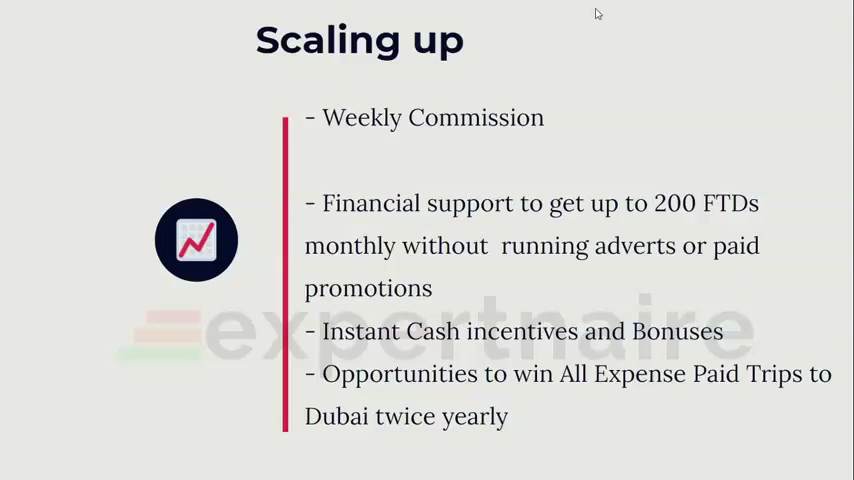 Scaling up
- Weekly Commission
- Financial support to get up to 200 FTDs
monthly without  running adverts or paid
promotions
- Instant Cash incentives and Bonuses
expertnaire
- Opportunities to win All Expense Paid Trips to
Dubai twice yearly